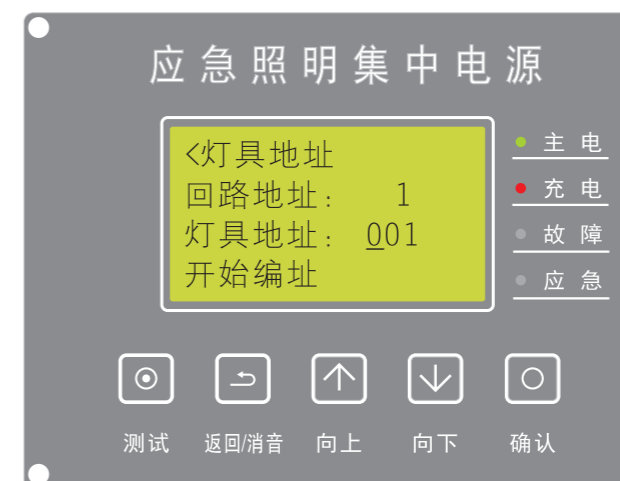 应急照明集中电源
<灯具地址
回路地址： 1
灯具地址： 001
开始编址
主电
充电
故障
应急
测试 返回/消音 向上 向下 确认